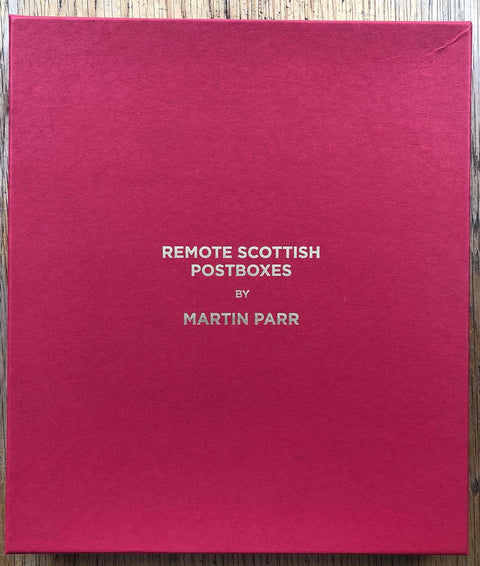 REMOTE SCOTTISH
POSTBOXES
BY
MARTIN PARR